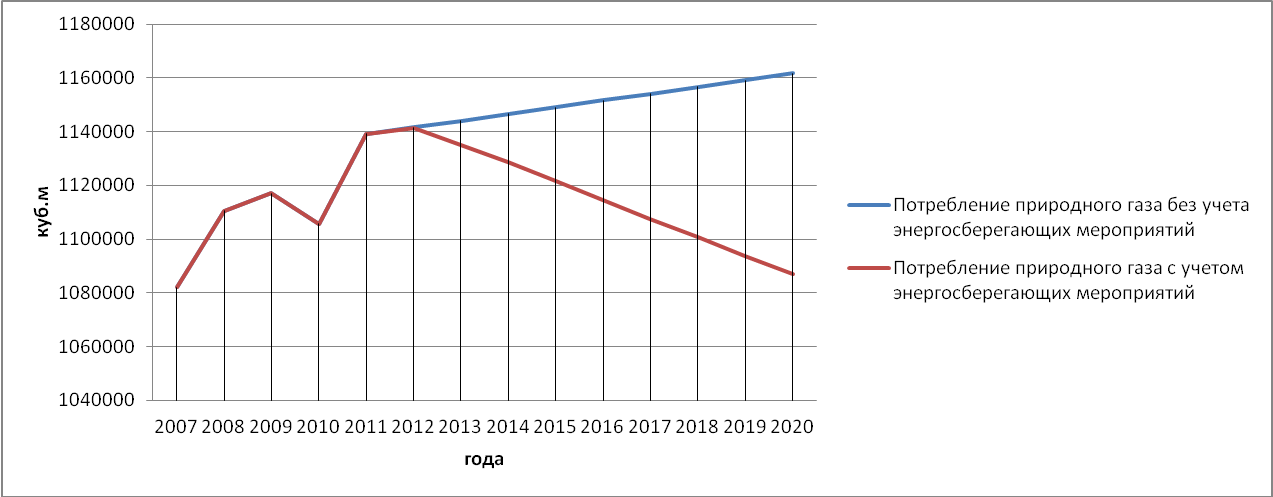 1180000
1160000
1140000
1120000
1100000
1080000
1060000
1040000
куб.м
2007 2008 2009 2010 2011 2012 2013 2014 2015 2016 2017 2018 2019 2020
года
Потребление природного газа без учета
энергосберегающих мероприятий
Потребление природного газа с учетом
энергосберегающих мероприятий